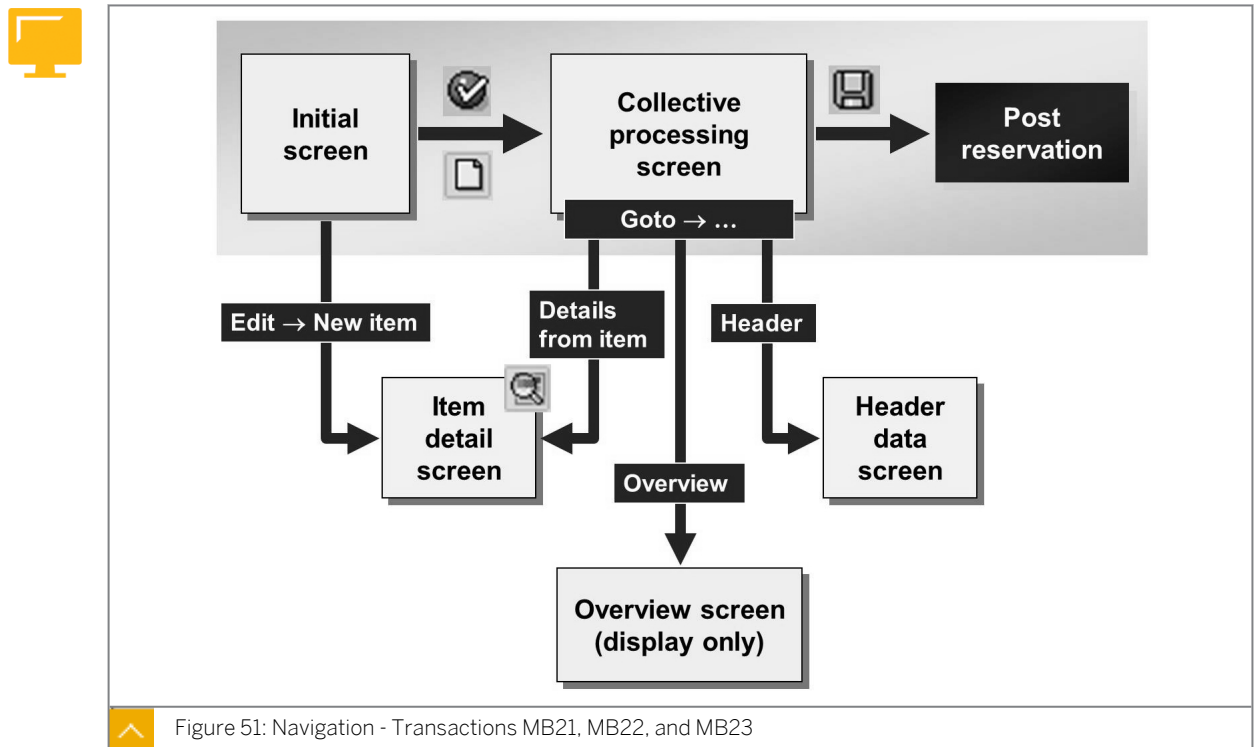 Initial
screen
Collective
processing
screen
Post
reservation
Goto → ...
Edit → New item
Details
from item
Header
Item
detail
screen
Header
data
screen
Overview
Overview screen
(display only)
Figure 51: Navigation - Transactions MB21, MB22, and MB23